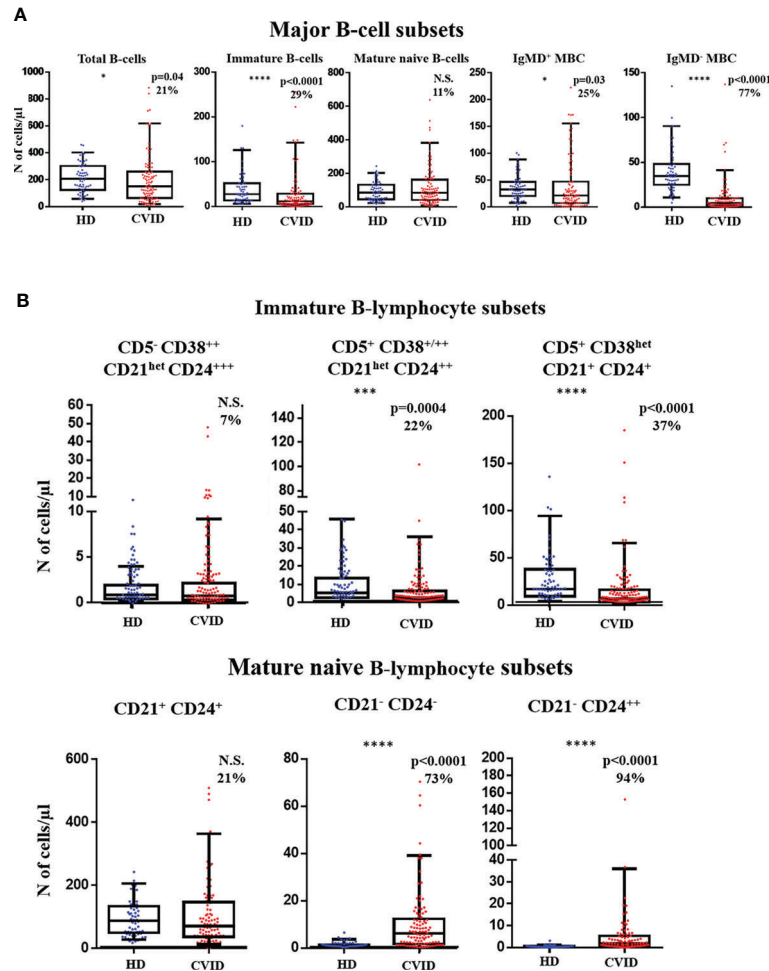 A
Major B-cell subsets
Total B-cells
* p=0.04
21%
1000
800
600
400
200
0
HD CVID
N of cells/µl
Immature B-cells
**** p<0.0001
29%
300
200
100
0
HD CVID
Mature naive B-cells
N.S.
11%
800
600
400
200
0
HD CVID
IgMD⁺ MBC
* p=0.03
25%
250
200
150
100
50
0
HD CVID
IgMD⁻ MBC
**** p<0.0001
77%
150
100
50
0
HD CVID
B
Immature B-lymphocyte subsets
CD5⁻ CD38⁺⁺
CD21ʰᵉᵗ CD24⁺⁺⁺
N.S.
7%
60
50
40
30
20
10
10
5
0
HD CVID
N of cells/µl
CD5⁺ CD38⁺/⁺⁺
CD21ʰᵉᵗ CD24⁺⁺
***
p=0.0004
22%
140
120
100
80
60
50
40
30
20
10
0
HD CVID
CD5⁺ CD38ʰᵉᵗ
CD21⁺ CD24⁺
****
p<0.0001
37%
200
150
100
50
0
HD CVID
Mature naive B-lymphocyte subsets
CD21⁺ CD24⁺
N.S.
21%
600
400
200
0
HD CVID
N of cells/µl
CD21⁻ CD24⁻
****
p<0.0001
73%
80
60
40
20
0
HD CVID
CD21⁻ CD24⁺⁺
****
p<0.0001
94%
200
180
160
140
120
100
80
60
50
40
30
20
10
0
HD CVID